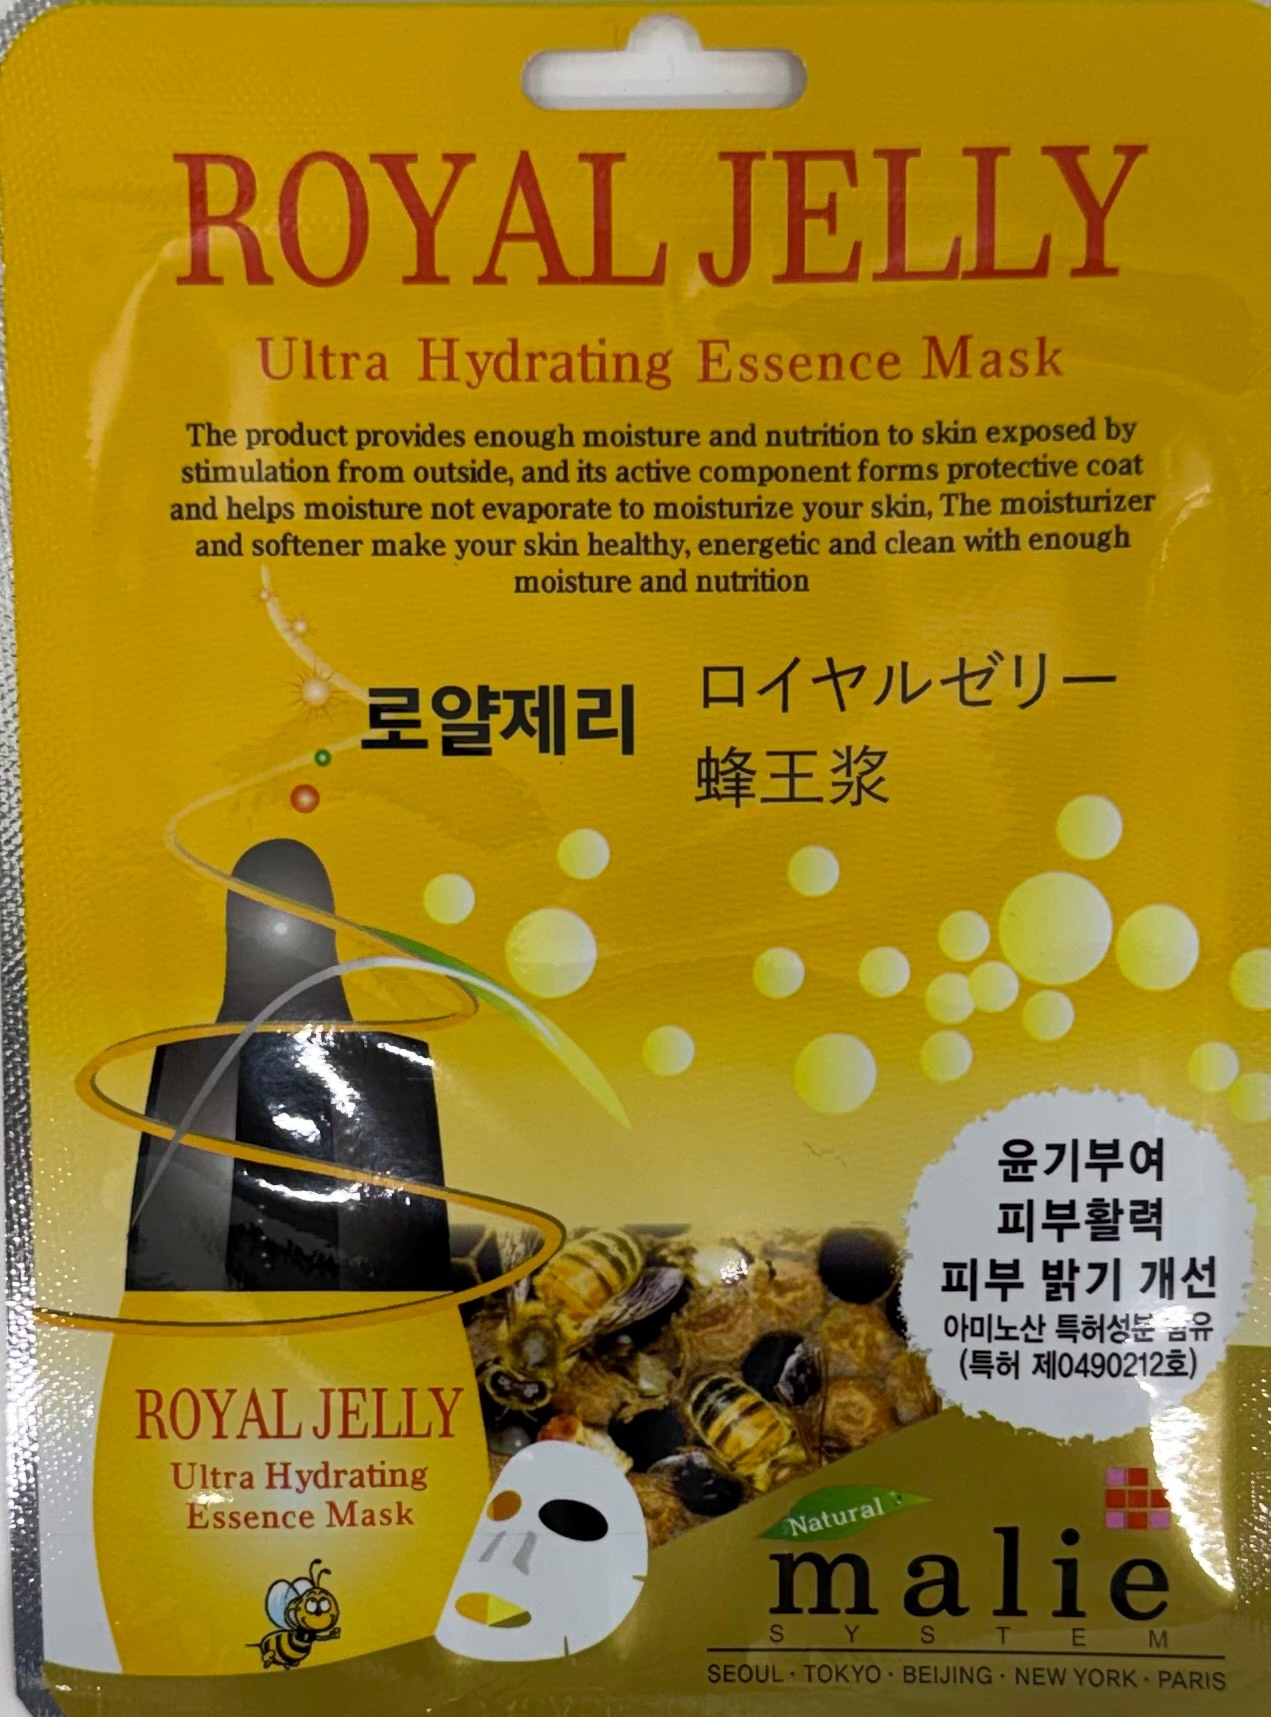 ROYAL JELLY
Ultra Hydrating Essence Mask
The product provides enough moisture and nutrition to skin exposed by
stimulation from outside, and its active component forms protective coat
and helps moisture not evaporate to moisturize your skin, The moisturizer
and softener make your skin healthy, energetic and clean with enough
moisture and nutrition
로얄제리
ロイヤルゼリー
蜂王浆
윤기부여
피부활력
피부 밝기 개선
아미노산 특허성분 함유
(특허 제0490212호)
ROYAL JELLY
Ultra Hydrating
Essence Mask
Natural
malie
SYSTEM
SEOUL · TOKYO · BEIJING · NEW YORK · PARIS